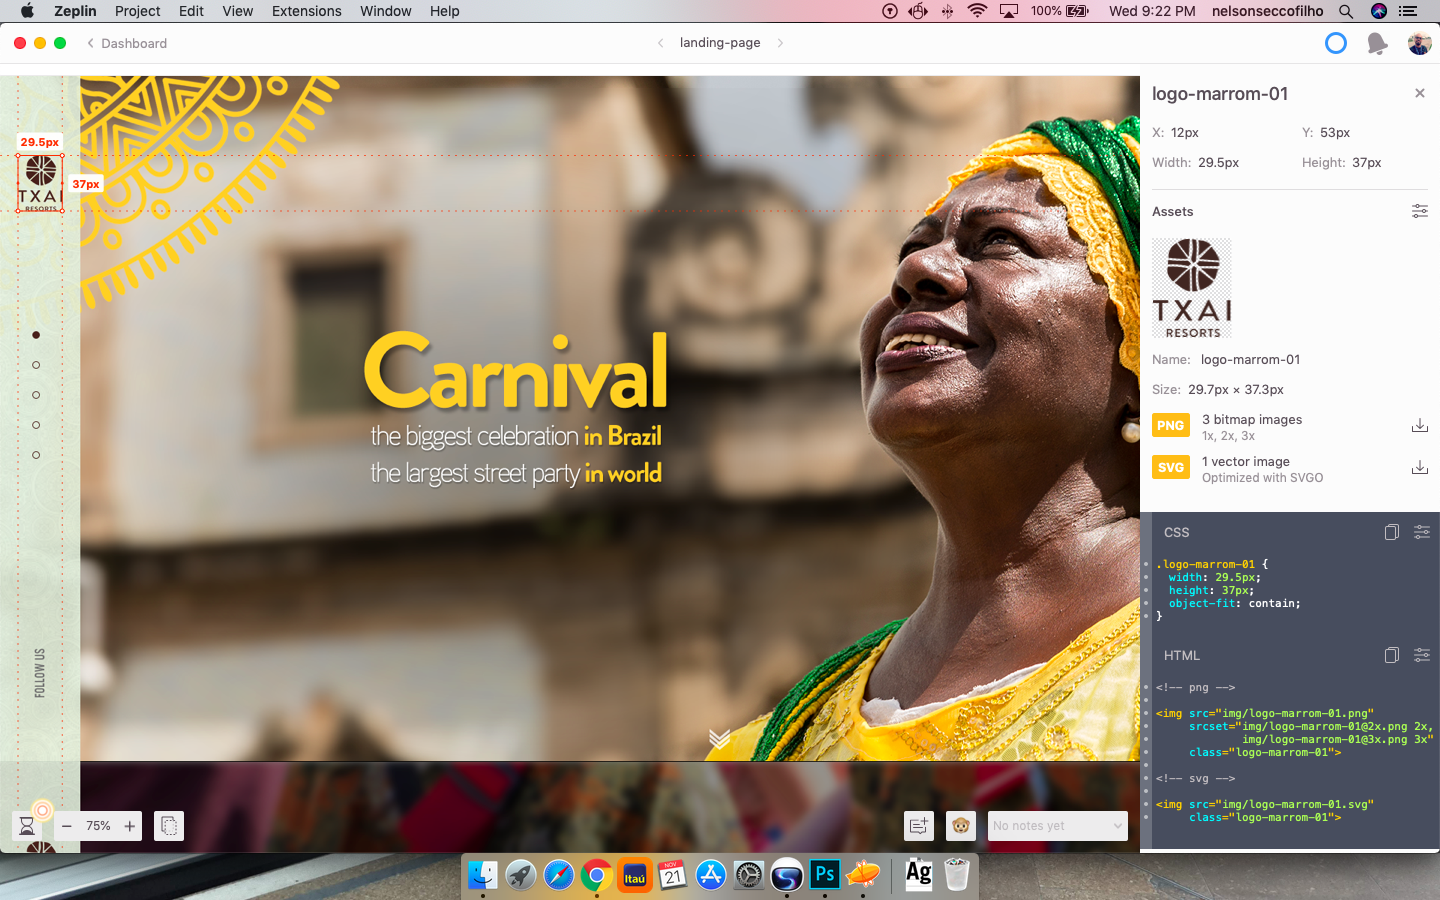 Zeplin Project Edit View Extensions Window Help
100% Wed 9:22 PM nelsonseccofilho
Dashboard
landing-page
29.5px
37px
TXAI
RESORTS
Carnival
the biggest celebration in Brazil
the largest street party in world
FOLLOW US
75%
No notes yet
logo-marrom-01
X: 12px Y: 53px
Width: 29.5px Height: 37px
Assets
TXAI
RESORTS
Name: logo-marrom-01
Size: 29.7px × 37.3px
PNG 3 bitmap images
1x, 2x, 3x
SVG 1 vector image
Optimized with SVGO
CSS
.logo-marrom-01 {
width: 29.5px;
height: 37px;
object-fit: contain;
}
HTML
<!-- png -->
<img src="img/logo-marrom-01.png"
srcset="img/logo-marrom-01@2x.png 2x,
img/logo-marrom-01@3x.png 3x"
class="logo-marrom-01">
<!-- svg -->
<img src="img/logo-marrom-01.svg"
class="logo-marrom-01">
Itaú
NOV
21
Ps
Ag